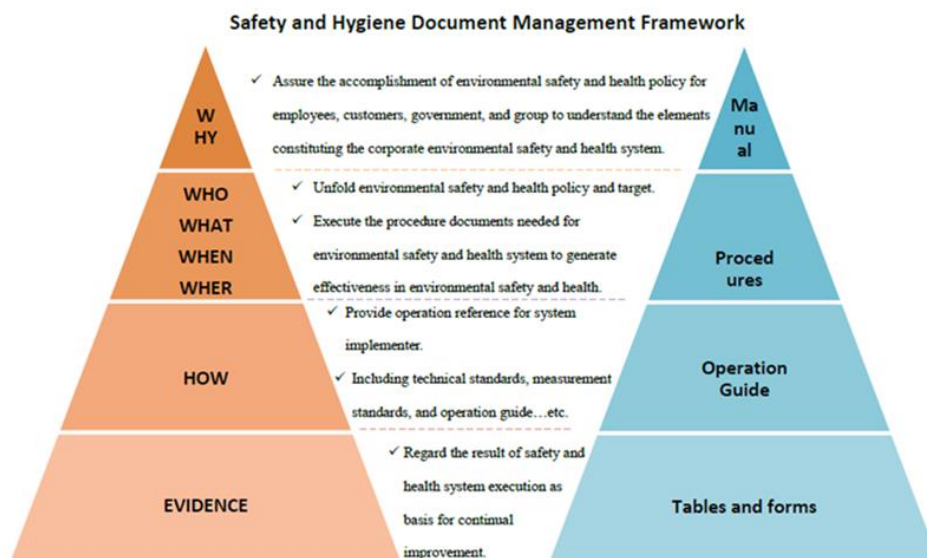 Safety and Hygiene Document Management Framework
W
HY
✓ Assure the accomplishment of environmental safety and health policy for
employees, customers, government, and group to understand the elements
constituting the corporate environmental safety and health system.
Ma
nu
al
WHO
WHAT
WHEN
WHER
✓ Unfold environmental safety and health policy and target.
✓ Execute the procedure documents needed for
environmental safety and health system to generate
effectiveness in environmental safety and health.
Proced
ures
HOW
✓ Provide operation reference for system
implementer.
✓ Including technical standards, measurement
standards, and operation guide…etc.
Operation
Guide
EVIDENCE
✓ Regard the result of safety and
health system execution as
basis for continual
improvement.
Tables and forms